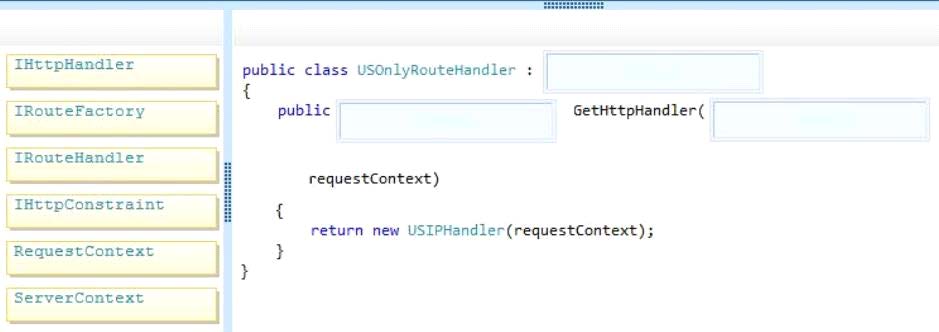 IHttpHandler
IRouteFactory
IRouteHandler
IHttpConstraint
RequestContext
ServerContext
public class USOnlyRouteHandler :
{
public GetHttpHandler(
requestContext)
{
return new USIPHandler(requestContext);
}
}